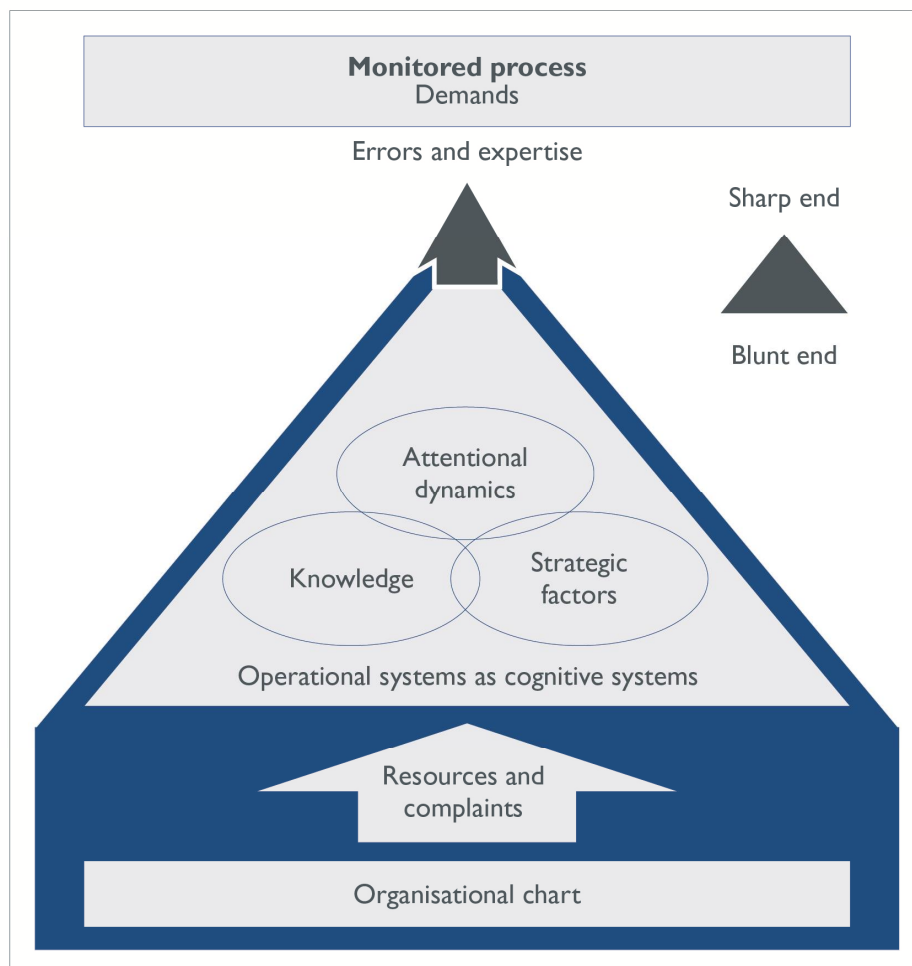 Monitored process
Demands
Errors and expertise
Sharp end
Blunt end
Attentional
dynamics
Knowledge
Strategic
factors
Operational systems as cognitive systems
Resources and
complaints
Organisational chart